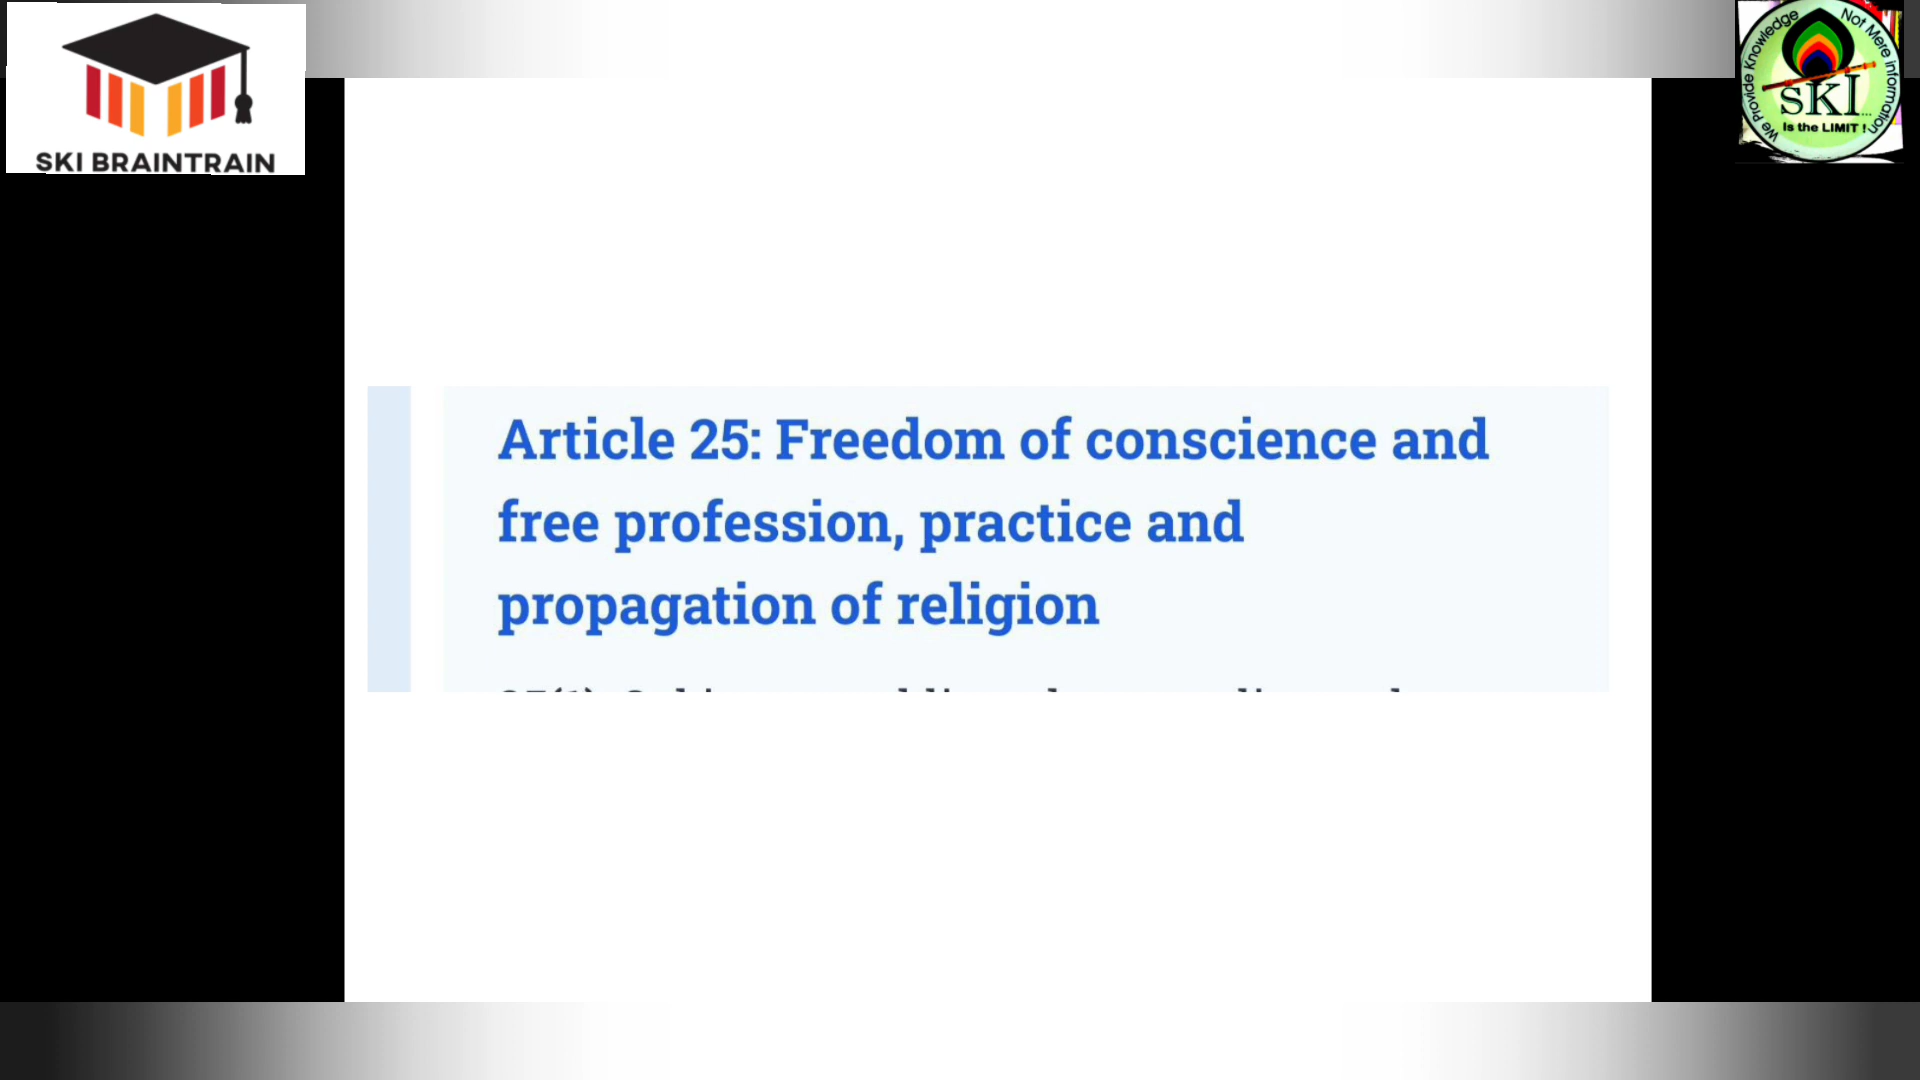 SKI BRAINTRAIN
We Provide Knowledge Not Mere Information
SKI...
Is the LIMIT !
Article 25: Freedom of conscience and
free profession, practice and
propagation of religion